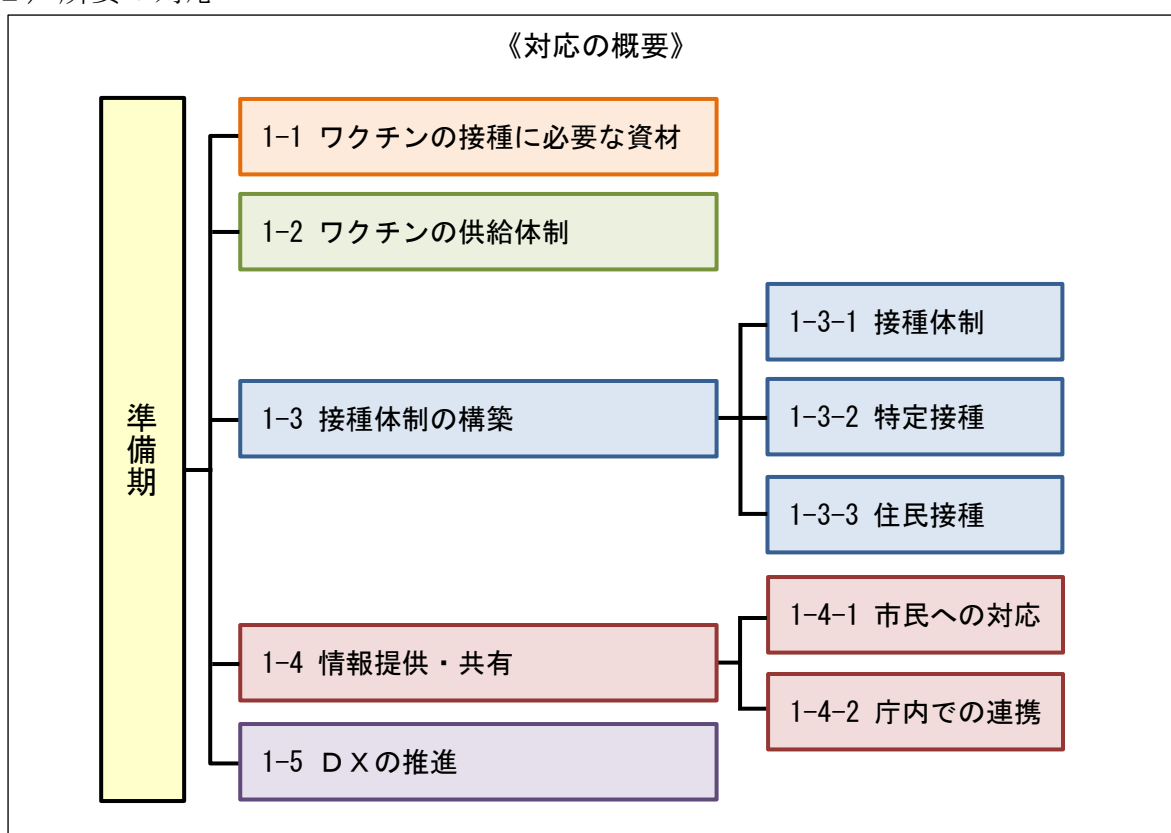 《対応の概要》
準備期
1-1 ワクチンの接種に必要な資材
1-2 ワクチンの供給体制
1-3 接種体制の構築
1-3-1 接種体制
1-3-2 特定接種
1-3-3 住民接種
1-4 情報提供・共有
1-4-1 市民への対応
1-4-2 庁内での連携
1-5 ＤＸの推進